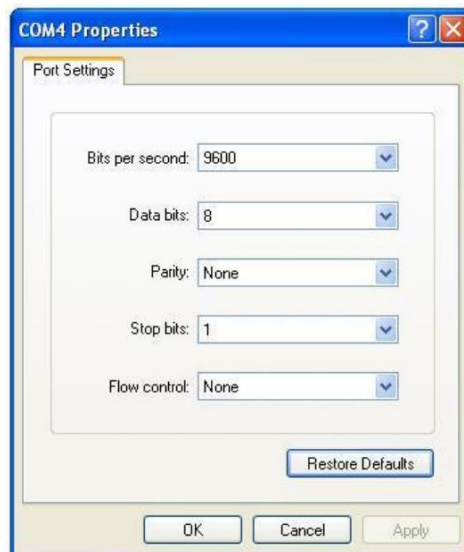 COM4 Properties
Port Settings
Bits per second: 9600
Data bits: 8
Parity: None
Stop bits: 1
Flow control: None
Restore Defaults
OK Cancel Apply